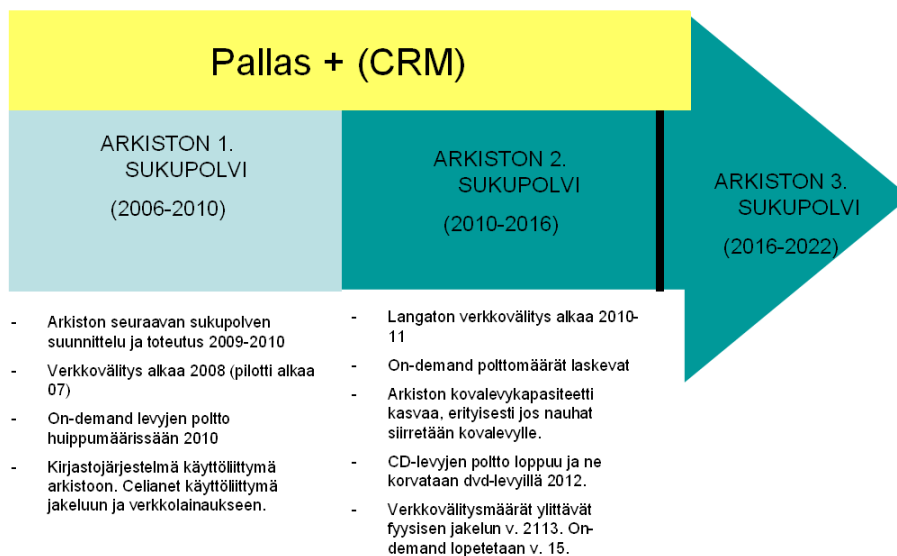 Pallas + (CRM)
ARKISTON 1.
SUKUPOLVI
(2006-2010)
ARKISTON 2.
SUKUPOLVI
(2010-2016)
ARKISTON 3.
SUKUPOLVI
(2016-2022)
- Arkiston seuraavan sukupolven
suunnittelu ja toteutus 2009-2010
- Verkkovälitys alkaa 2008 (pilotti alkaa
07)
- On-demand levyjen poltto
huippumäärissään 2010
- Kirjastojärjestelmä käyttöliittymä
arkistoon. Celianet käyttöliittymä
jakeluun ja verkkolainaukseen.
- Langaton verkkovälitys alkaa 2010-
11
- On-demand polttomäärät laskevat
- Arkiston kovalevykapasiteetti
kasvaa, erityisesti jos nauhat
siirretään kovalevylle.
- CD-levyjen poltto loppuu ja ne
korvataan dvd-levyillä 2012.
- Verkkovälitysmäärät ylittävät
fyysisen jakelun v. 2113. On-
demand lopetetaan v. 15.